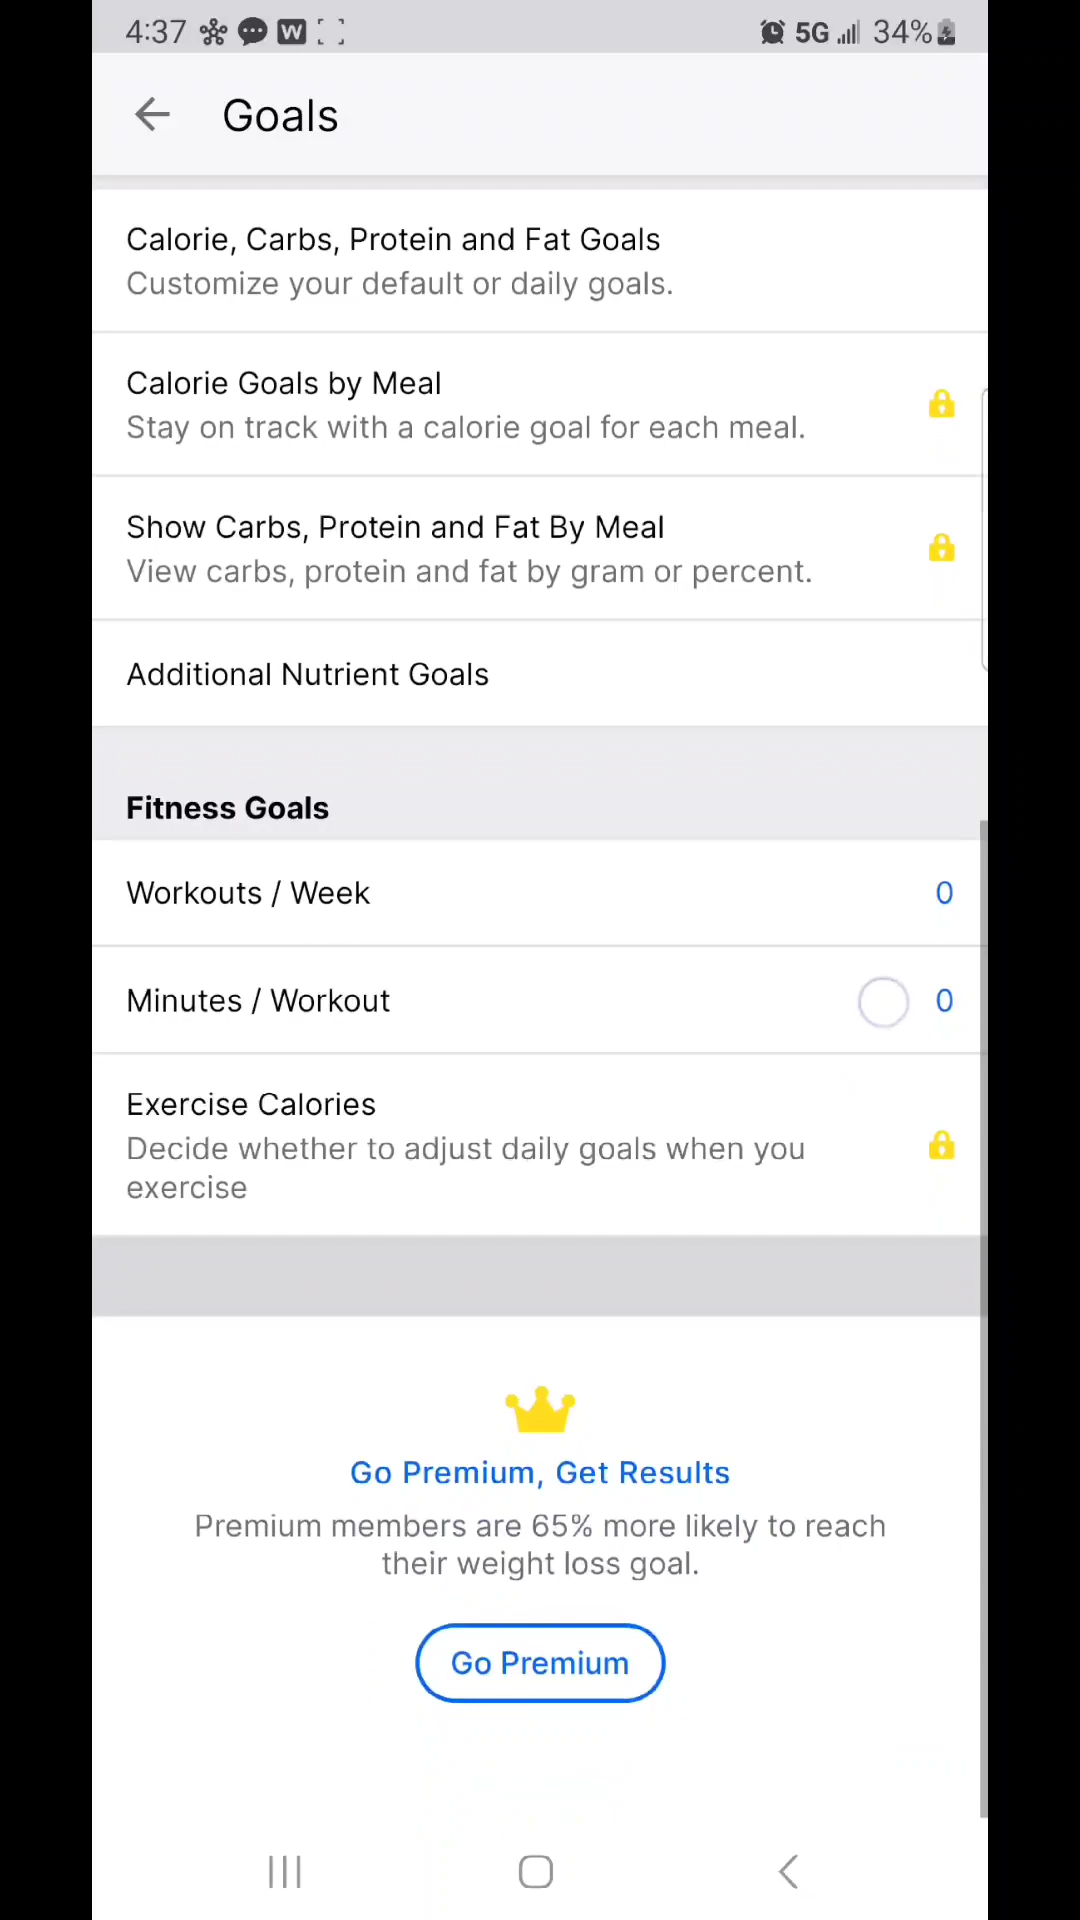 4:37 W 5G 34%
Goals
Calorie, Carbs, Protein and Fat Goals
Customize your default or daily goals.
Calorie Goals by Meal
Stay on track with a calorie goal for each meal.
Show Carbs, Protein and Fat By Meal
View carbs, protein and fat by gram or percent.
Additional Nutrient Goals
Fitness Goals
Workouts / Week 0
Minutes / Workout 0
Exercise Calories
Decide whether to adjust daily goals when you
exercise
Go Premium, Get Results
Premium members are 65% more likely to reach
their weight loss goal.
Go Premium